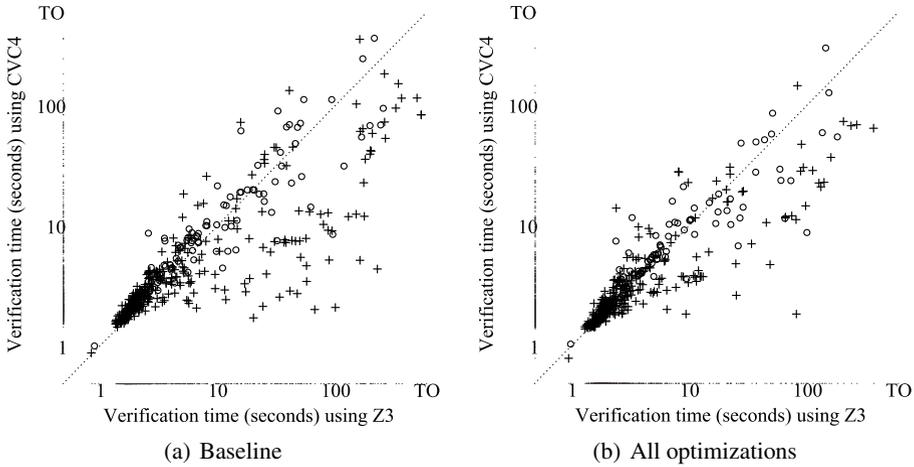 TO
100
10
1
Verification time (seconds) using CVC4
1 10 100 TO
Verification time (seconds) using Z3
(a) Baseline
TO
100
10
1
Verification time (seconds) using CVC4
1 10 100 TO
Verification time (seconds) using Z3
(b) All optimizations